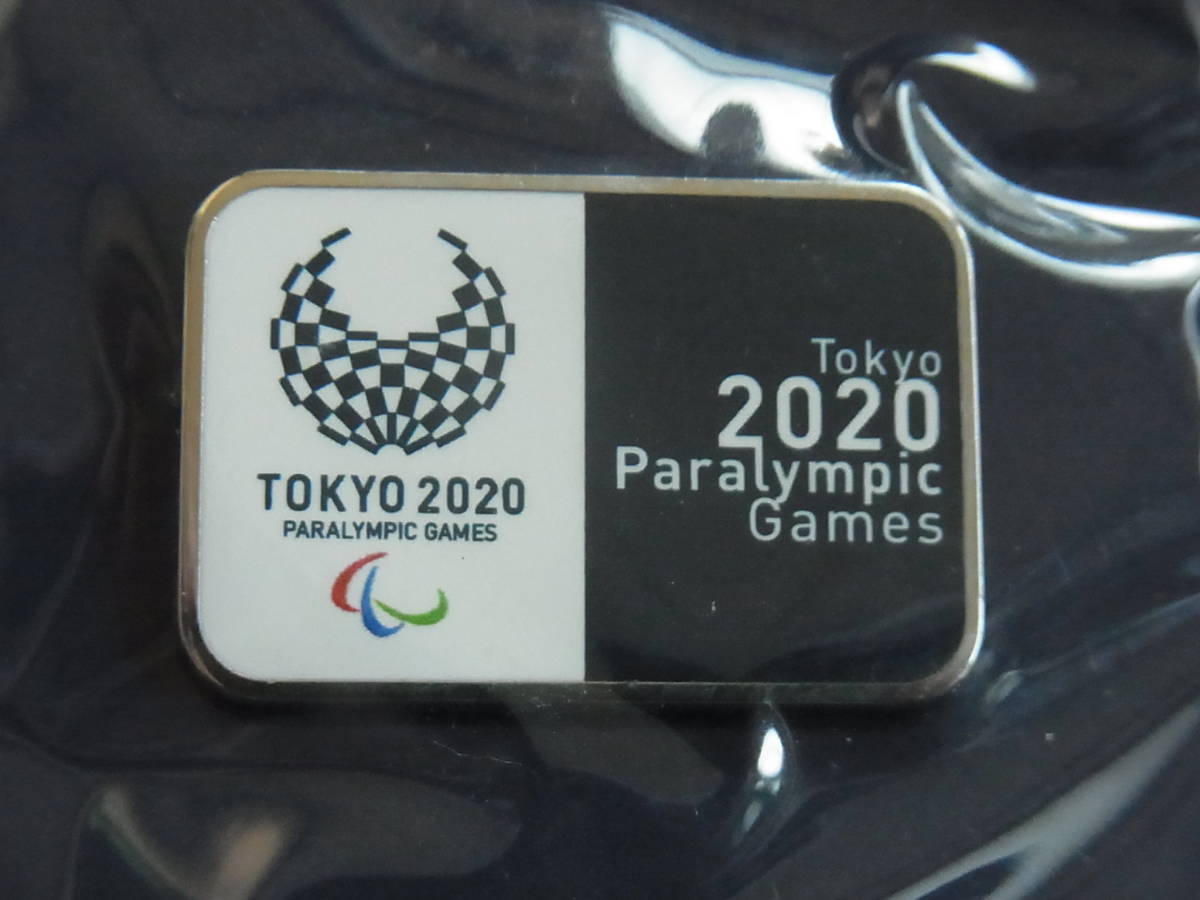 TOKYO 2020
PARALYMPIC GAMES
Tokyo
2020
Paralympic
Games